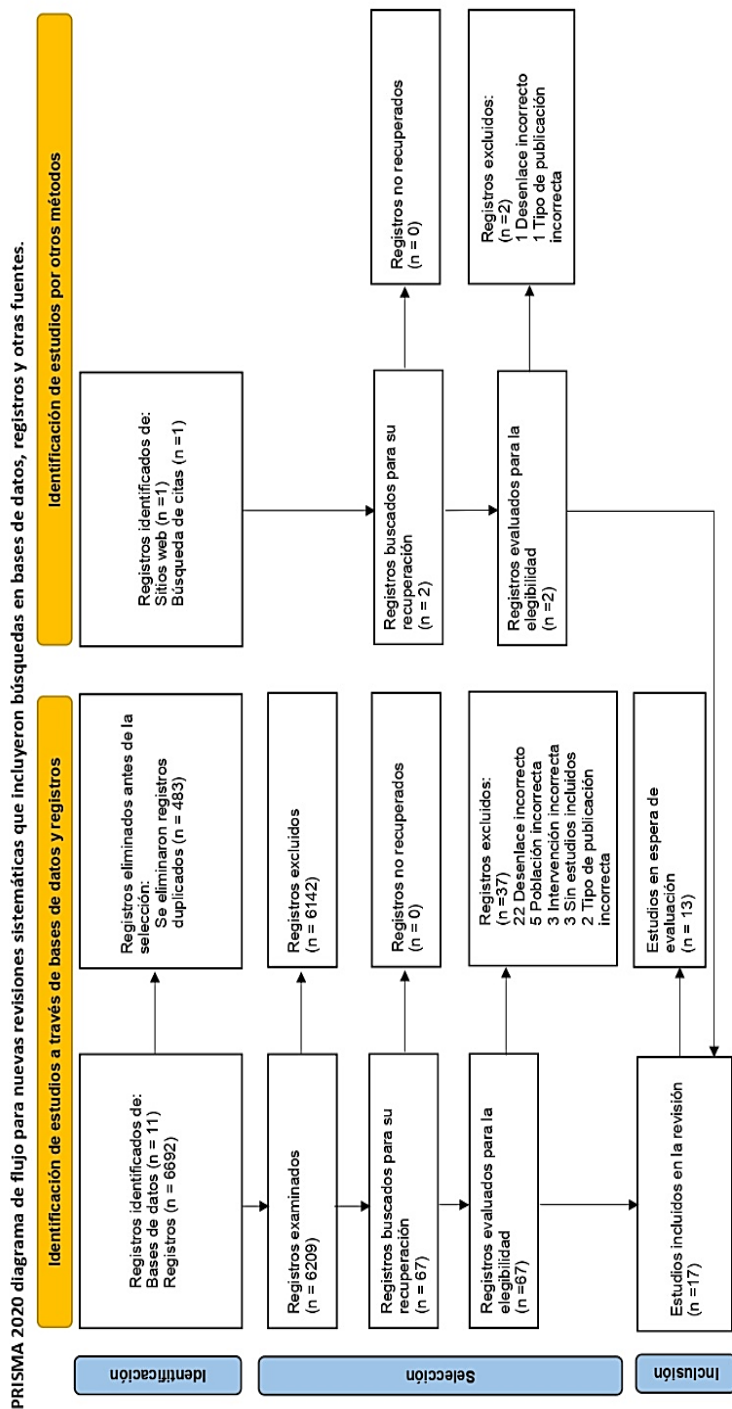 PRISMA 2020 diagrama de flujo para nuevas revisiones sistemáticas que incluyeron búsquedas en bases de datos, registros y otras fuentes.
Identificación de estudios a través de bases de datos y registros
Identificación de estudios por otros métodos
Identificación
Registros identificados de:
Bases de datos (n = 11)
Registros (n = 6692)
Registros eliminados antes de la
selección:
Se eliminaron registros
duplicados (n = 483)
Registros identificados de:
Sitios web (n =1)
Búsqueda de citas (n =1)
Selección
Registros examinados
(n = 6209)
Registros excluidos
(n = 6142)
Registros buscados para su
recuperación
(n = 67)
Registros no recuperados
(n = 0)
Registros buscados para su
recuperación
(n = 2)
Registros no recuperados
(n = 0)
Registros evaluados para la
elegibilidad
(n =67)
Registros excluidos:
(n =37)
22 Desenlace incorrecto
5 Población incorrecta
3 Intervención incorrecta
3 Sin estudios incluidos
2 Tipo de publicación
incorrecta
Registros evaluados para la
elegibilidad
(n =2)
Registros excluidos:
(n =2)
1 Desenlace incorrecto
1 Tipo de publicación
incorrecta
Inclusión
Estudios incluidos en la revisión
(n =17)
Estudios en espera de
evaluación
(n = 13)